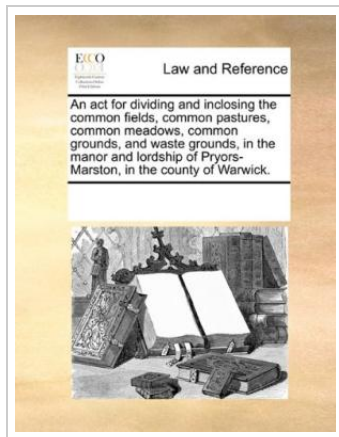 ECCO
Law and Reference
An act for dividing and inclosing the
common fields, common pastures,
common meadows, common
grounds, and waste grounds, in the
manor and lordship of Pryors-
Marston, in the county of Warwick.